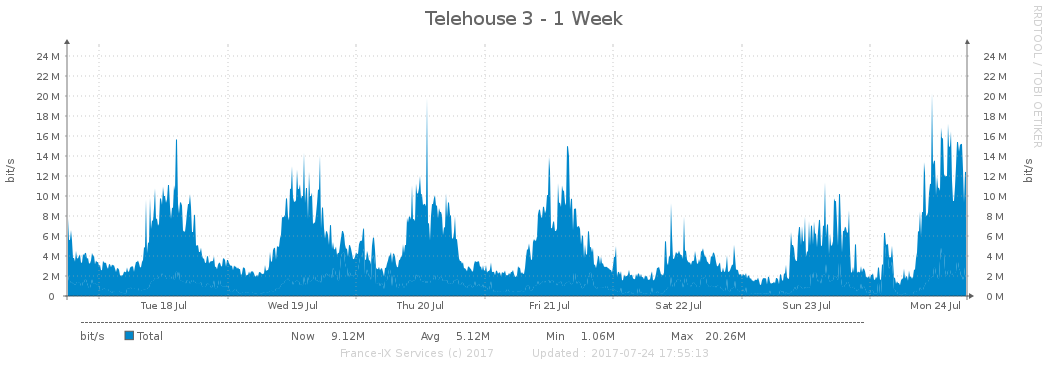 Telehouse 3 - 1 Week
RRDTOOL / TOBI OETIKER
24 M 24 M
22 M 22 M
20 M 20 M
18 M 18 M
16 M 16 M
14 M 14 M
12 M 12 M
10 M 10 M
8 M 8 M
6 M 6 M
4 M 4 M
2 M 2 M
0 0 M
bit/s bit/s
Tue 18 Jul Wed 19 Jul Thu 20 Jul Fri 21 Jul Sat 22 Jul Sun 23 Jul Mon 24 Jul
bit/s Total Now 9.12M Avg 5.12M Min 1.06M Max 20.26M
France-IX Services (c) 2017 Updated : 2017-07-24 17:55:13